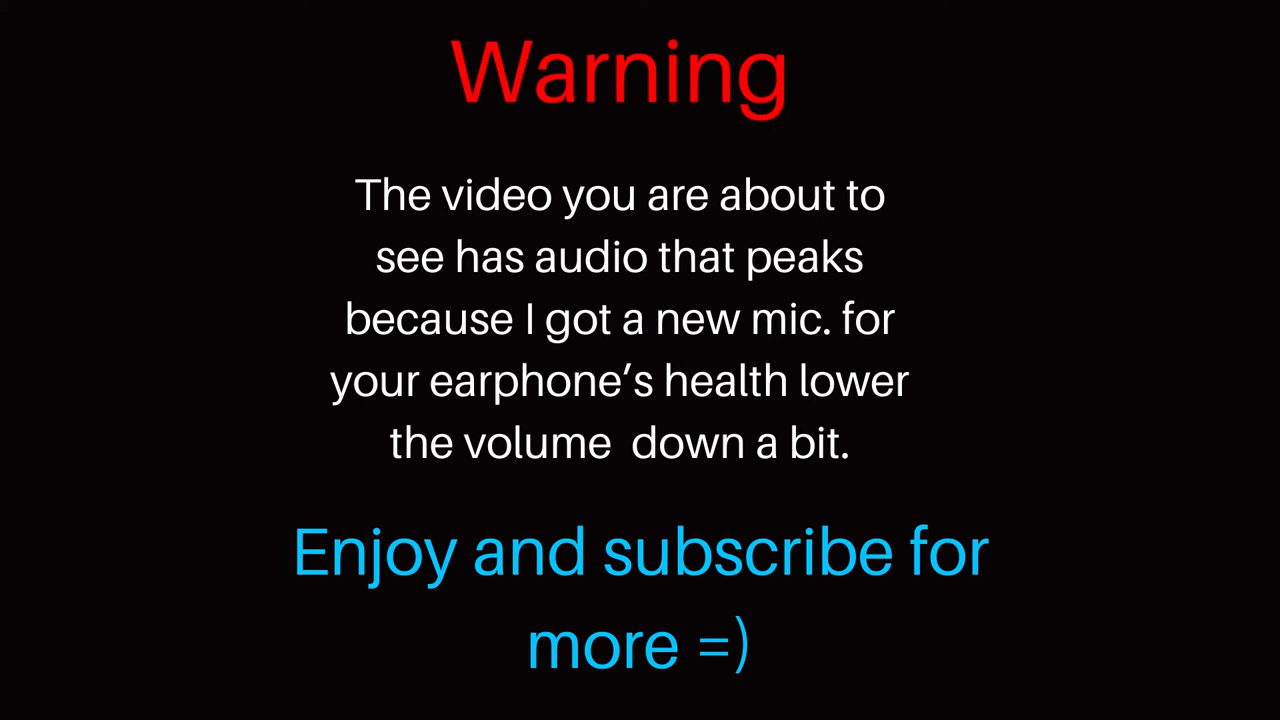 Warning
The video you are about to
see has audio that peaks
because I got a new mic. for
your earphone’s health lower
the volume  down a bit.
Enjoy and subscribe for
more =)